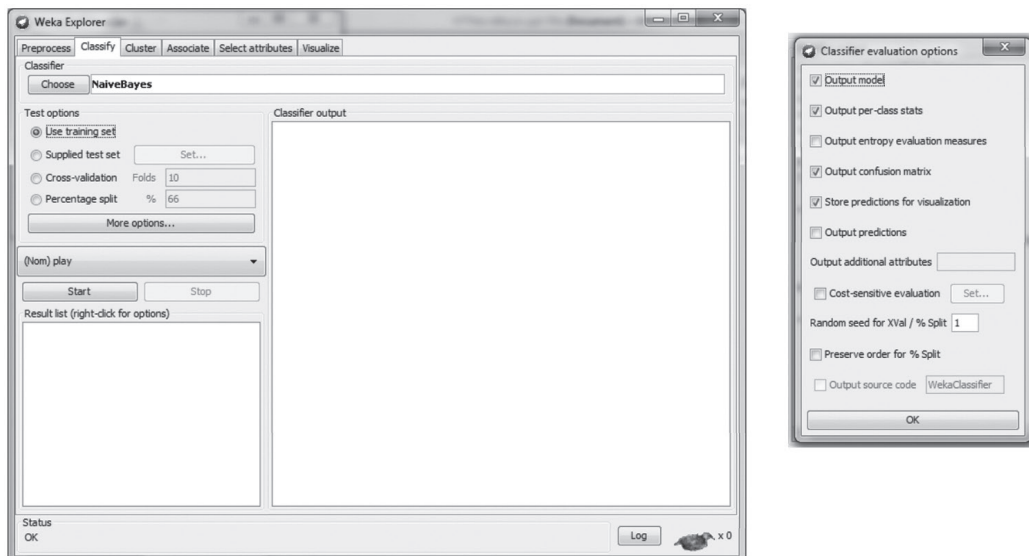 Weka Explorer
Preprocess Classify Cluster Associate Select attributes Visualize
Classifier
Choose NaiveBayes
Test options
Use training set
Supplied test set Set...
Cross-validation Folds 10
Percentage split % 66
More options...
(Nom) play
Start Stop
Result list (right-click for options)
Classifier output
Status
OK
Log x 0
Classifier evaluation options
Output model
Output per-class stats
Output entropy evaluation measures
Output confusion matrix
Store predictions for visualization
Output predictions
Output additional attributes
Cost-sensitive evaluation Set...
Random seed for XVal / % Split 1
Preserve order for % Split
Output source code WekaClassifier
OK